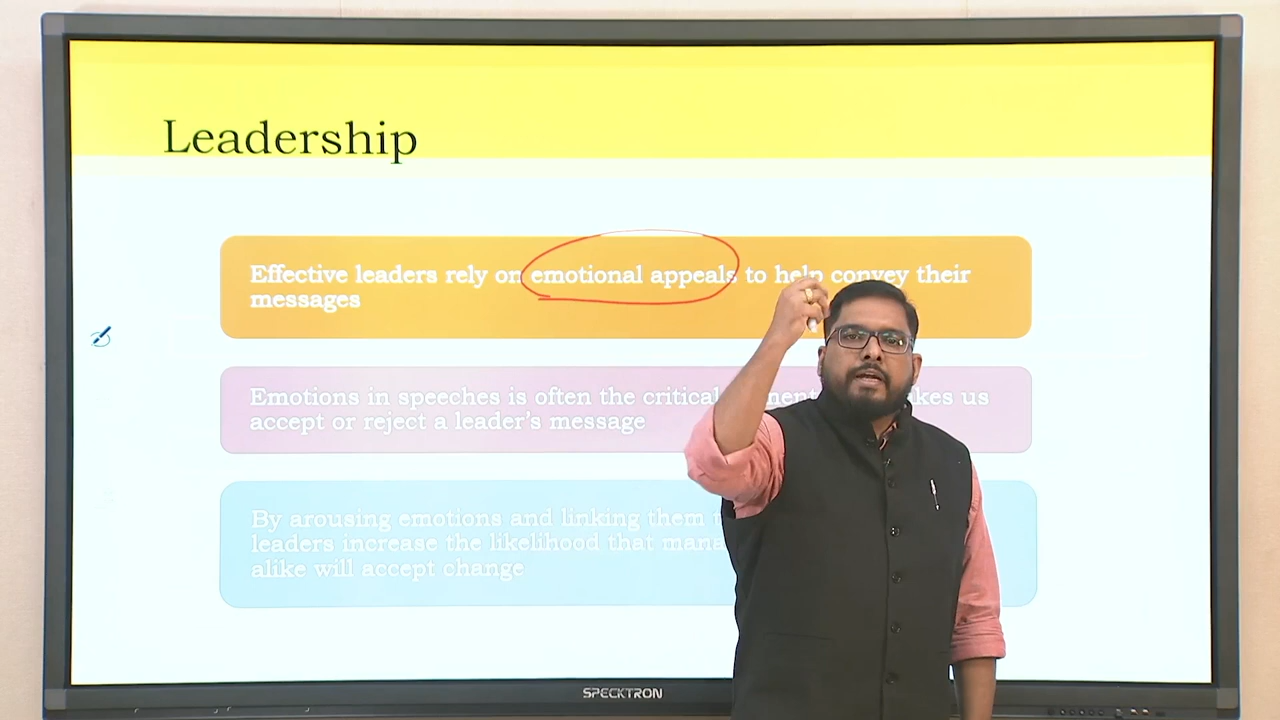 Leadership
Effective leaders rely on emotional appeals to help convey their
messages
Emotions in speeches is often the critical us
accept or reject a leader's message
By arousing emotions and linking them
leaders increase the likelihood that
alike will accept change
SPECKTRON